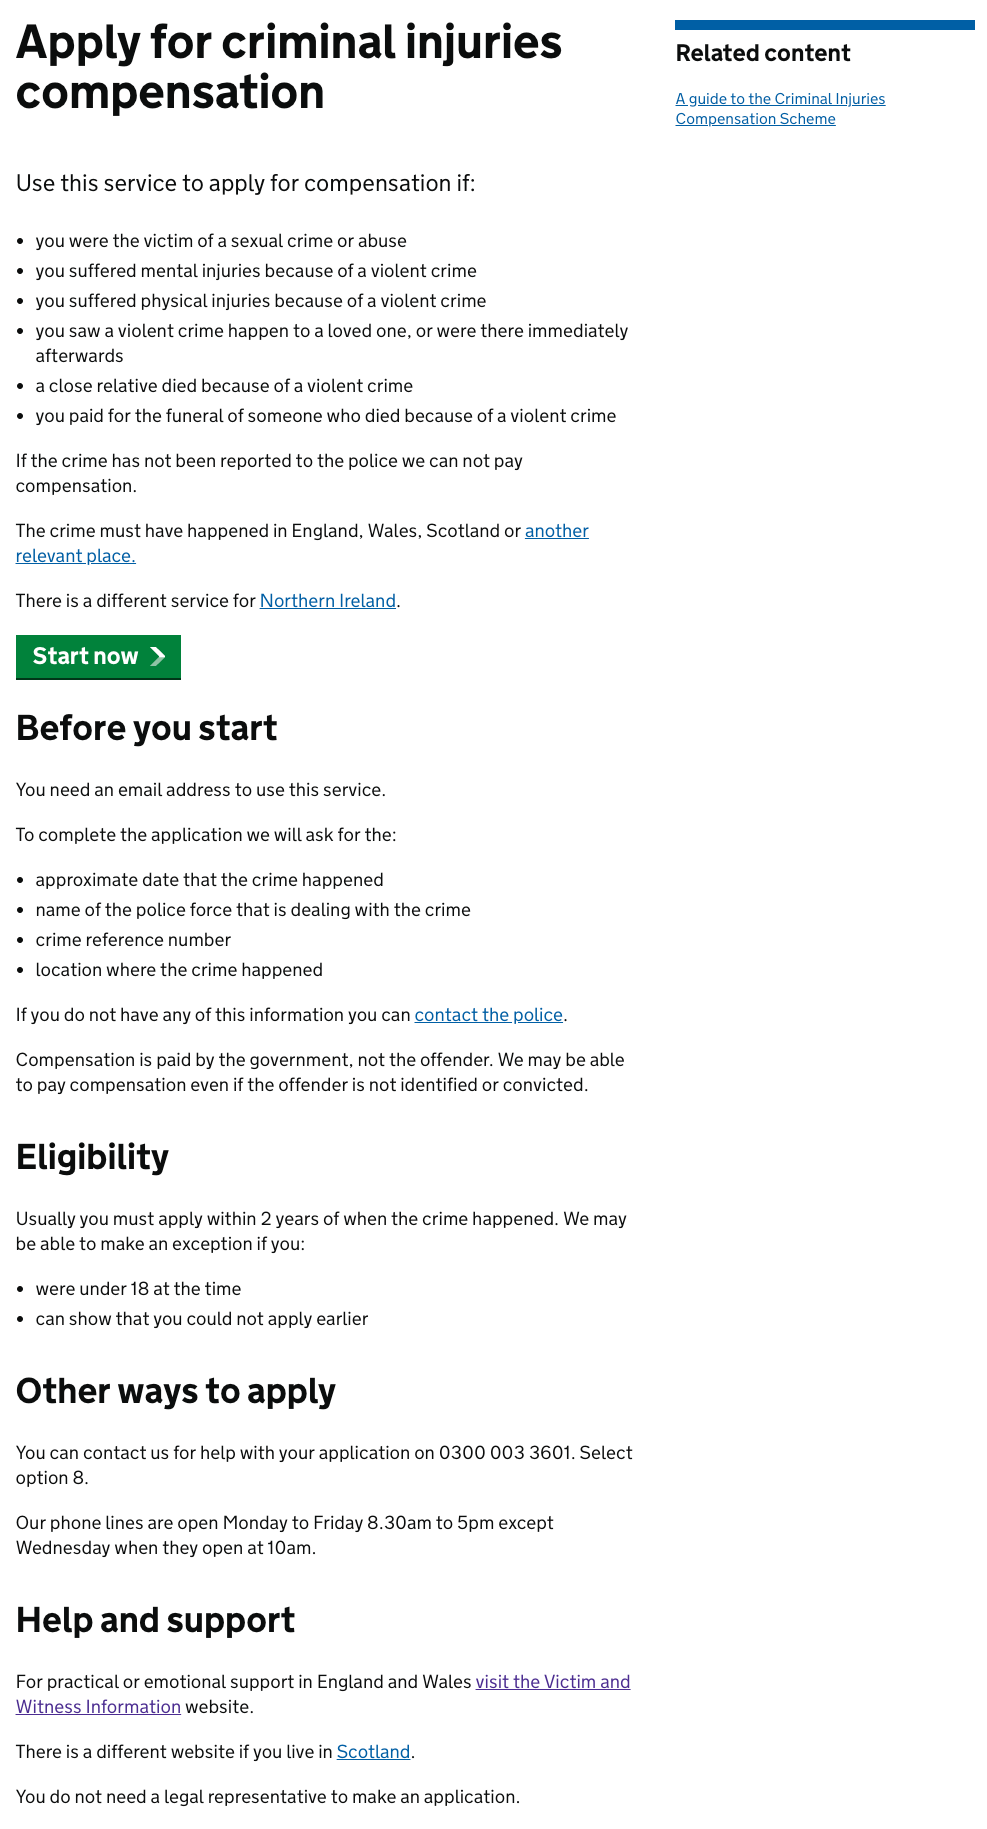 Apply for criminal injuries
compensation
Related content
A guide to the Criminal Injuries
Compensation Scheme
Use this service to apply for compensation if:
• you were the victim of a sexual crime or abuse
• you suffered mental injuries because of a violent crime
• you suffered physical injuries because of a violent crime
• you saw a violent crime happen to a loved one, or were there immediately
afterwards
• a close relative died because of a violent crime
• you paid for the funeral of someone who died because of a violent crime
If the crime has not been reported to the police we can not pay
compensation.
The crime must have happened in England, Wales, Scotland or another
relevant place.
There is a different service for Northern Ireland.
Start now
Before you start
You need an email address to use this service.
To complete the application we will ask for the:
• approximate date that the crime happened
• name of the police force that is dealing with the crime
• crime reference number
• location where the crime happened
If you do not have any of this information you can contact the police.
Compensation is paid by the government, not the offender. We may be able
to pay compensation even if the offender is not identified or convicted.
Eligibility
Usually you must apply within 2 years of when the crime happened. We may
be able to make an exception if you:
• were under 18 at the time
• can show that you could not apply earlier
Other ways to apply
You can contact us for help with your application on 0300 003 3601. Select
option 8.
Our phone lines are open Monday to Friday 8.30am to 5pm except
Wednesday when they open at 10am.
Help and support
For practical or emotional support in England and Wales visit the Victim and
Witness Information website.
There is a different website if you live in Scotland.
You do not need a legal representative to make an application.